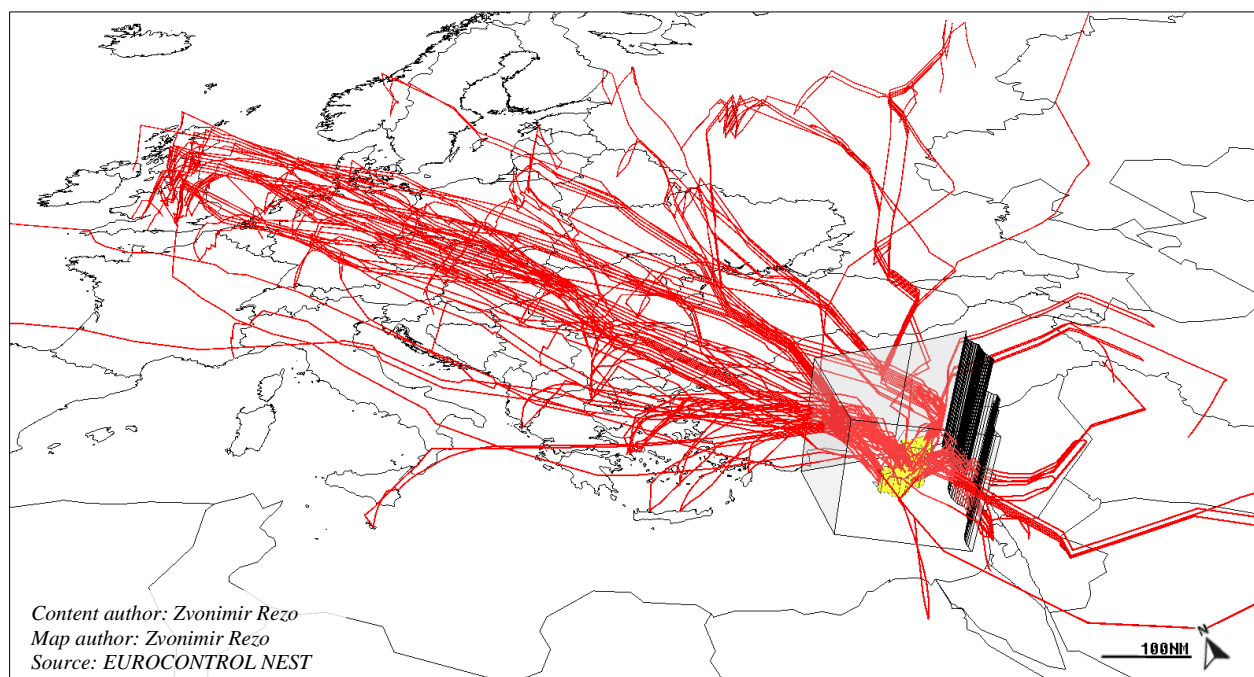 Content author: Zvonimir Rezo
Map author: Zvonimir Rezo
Source: EUROCONTROL NEST
100NM
N